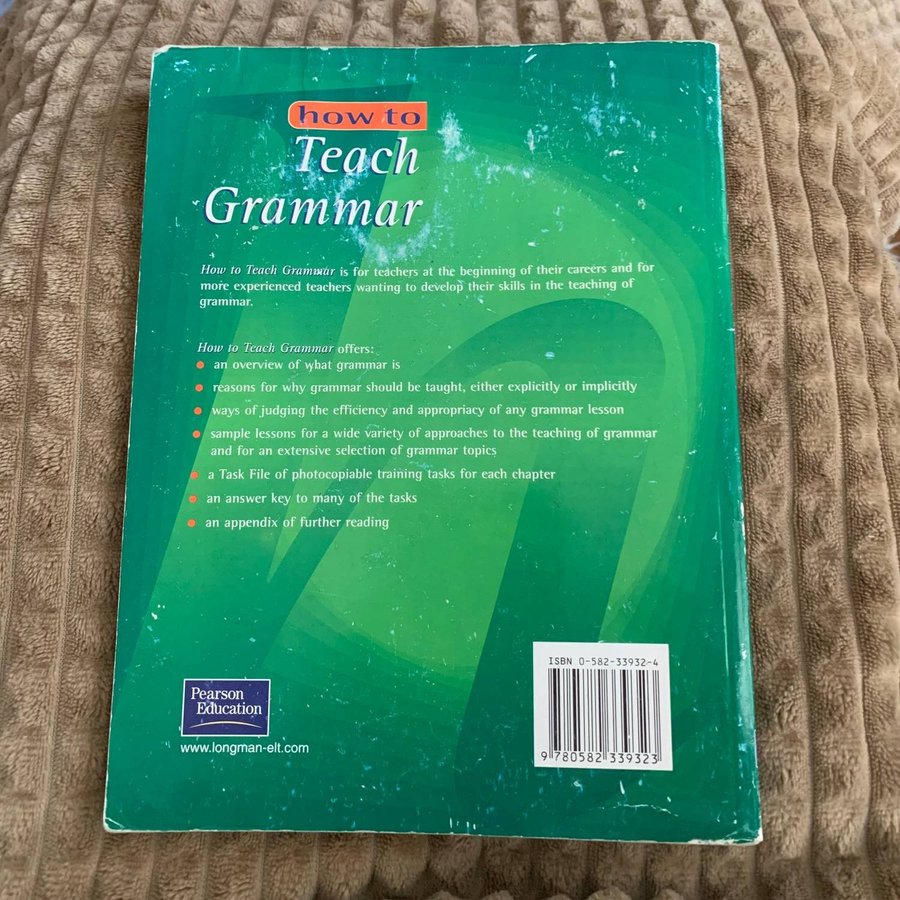 how to
Teach
Grammar
How to Teach Grammar is for teachers at the beginning of their careers and for
more experienced teachers wanting to develop their skills in the teaching of
grammar.
How to Teach Grammar offers:
an overview of what grammar is
reasons for why grammar should be taught, either explicitly or implicitly
ways of judging the efficiency and appropriacy of any grammar lesson
sample lessons for a wide variety of approaches to the teaching of grammar
and for an extensive selection of grammar topics
a Task File of photocopiable training tasks for each chapter
an answer key to many of the tasks
an appendix of further reading
Pearson
Education
www.longman-elt.com
ISBN 0-582-33932-4
9 780582 339323